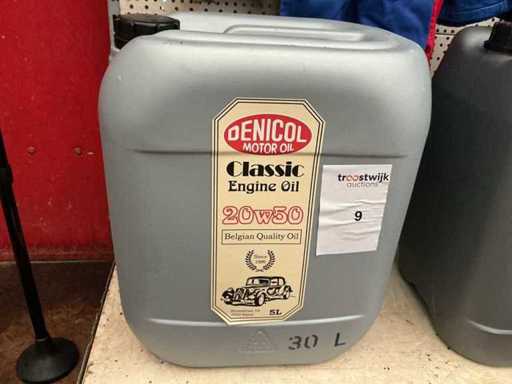 DENICOL
MOTOR OIL
Classic
Engine Oil
20w50
Belgian Quality Oil
Since
5L
troostwijk
auctions
9
30 L